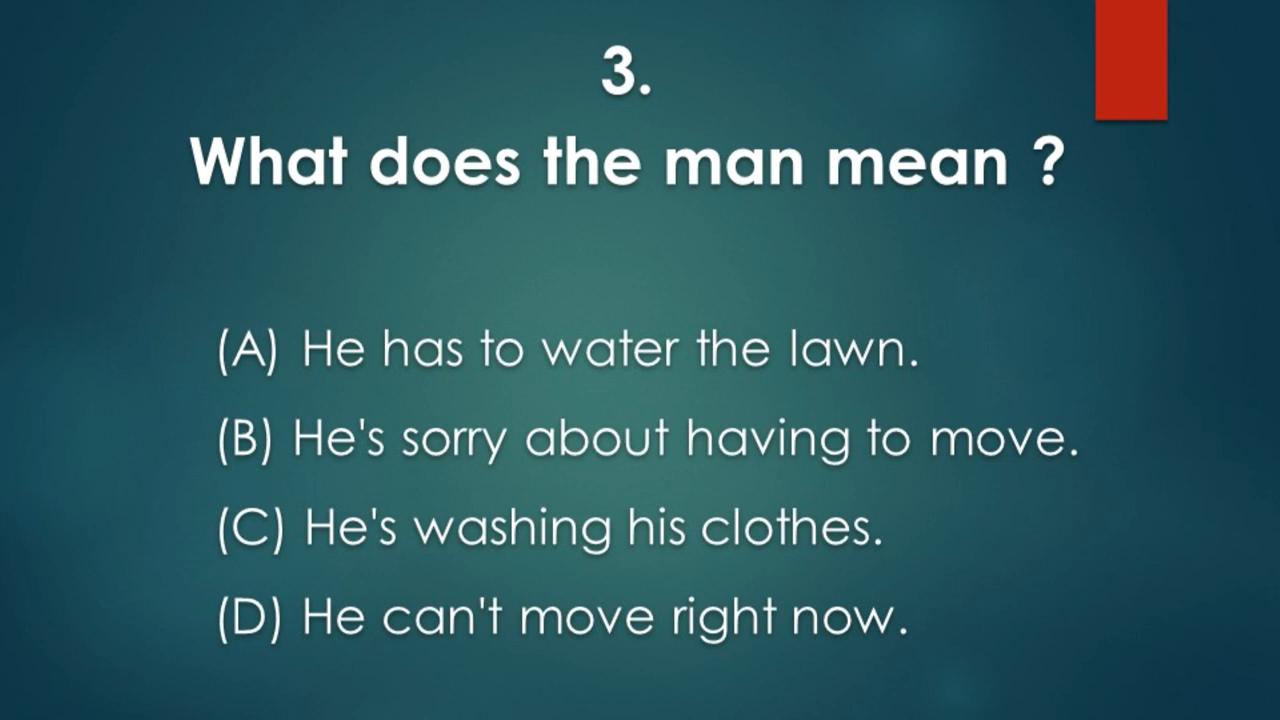 3.
What does the man mean ?
(A) He has to water the lawn.
(B) He's sorry about having to move.
(C) He's washing his clothes.
(D) He can't move right now.